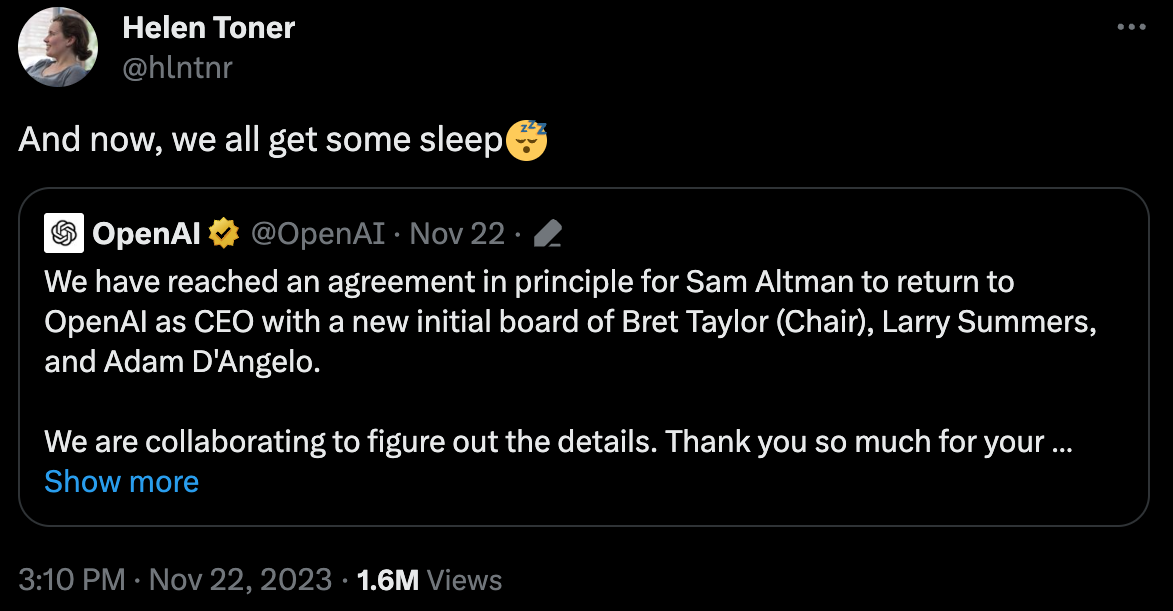 Helen Toner
@hlntnr
And now, we all get some sleep😴
OpenAI @OpenAI · Nov 22 ·
We have reached an agreement in principle for Sam Altman to return to
OpenAI as CEO with a new initial board of Bret Taylor (Chair), Larry Summers,
and Adam D'Angelo.
We are collaborating to figure out the details. Thank you so much for your ...
Show more
3:10 PM · Nov 22, 2023 · 1.6M Views